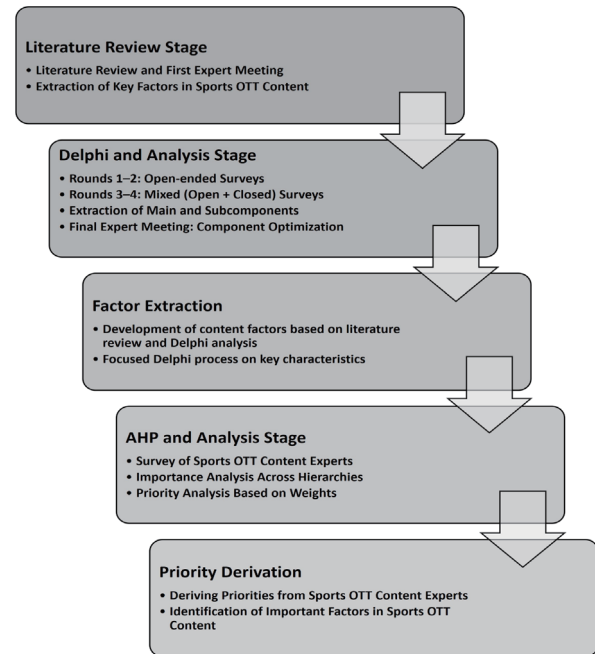 Literature Review Stage
• Literature Review and First Expert Meeting
• Extraction of Key Factors in Sports OTT Content
Delphi and Analysis Stage
• Rounds 1–2: Open-ended Surveys
• Rounds 3–4: Mixed (Open + Closed) Surveys
• Extraction of Main and Subcomponents
• Final Expert Meeting: Component Optimization
Factor Extraction
• Development of content factors based on literature
review and Delphi analysis
• Focused Delphi process on key characteristics
AHP and Analysis Stage
• Survey of Sports OTT Content Experts
• Importance Analysis Across Hierarchies
• Priority Analysis Based on Weights
Priority Derivation
• Deriving Priorities from Sports OTT Content Experts
• Identification of Important Factors in Sports OTT
Content